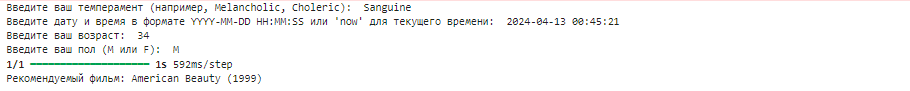 Введите ваш темперамент (например, Melancholic, Choleric): Sanguine
Введите дату и время в формате YYYY-MM-DD HH:MM:SS или 'now' для текущего времени: 2024-04-13 00:45:21
Введите ваш возраст: 34
Введите ваш пол (M или F): M
1/1 ━━━━━━━━━━━━━━━━━━━━ 1s 592ms/step
Рекомендуемый фильм: American Beauty (1999)